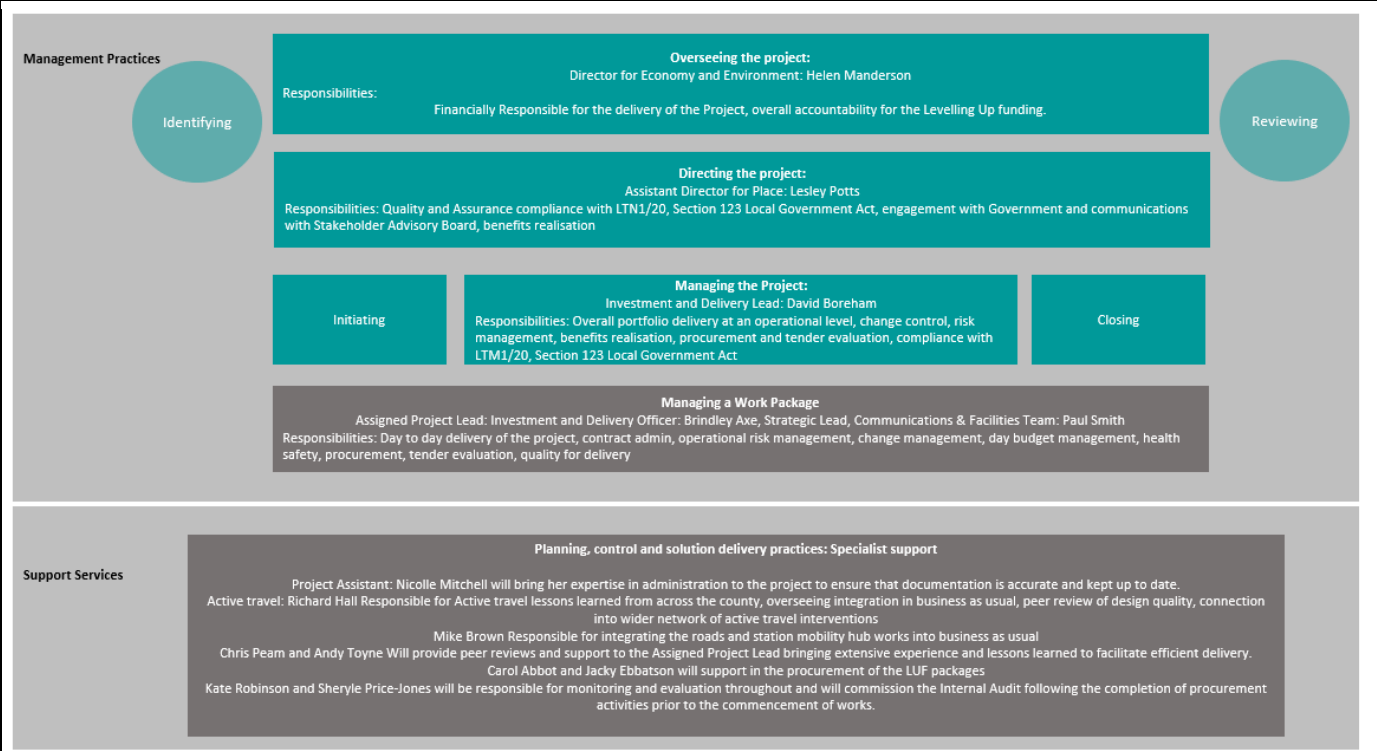 Management Practices
Identifying
Overseeing the project:
Director for Economy and Environment: Helen Manderson
Responsibilities:
Financially Responsible for the delivery of the Project, overall accountability for the Levelling Up funding.
Reviewing
Directing the project:
Assistant Director for Place: Lesley Potts
Responsibilities: Quality and Assurance compliance with LTN1/20, Section 123 Local Government Act, engagement with Government and communications
with Stakeholder Advisory Board, benefits realisation
Initiating
Managing the Project:
Investment and Delivery Lead: David Boreham
Responsibilities: Overall portfolio delivery at an operational level, change control, risk
management, benefits realisation, procurement and tender evaluation, compliance with
LTM1/20, Section 123 Local Government Act
Closing
Managing a Work Package
Assigned Project Lead: Investment and Delivery Officer: Brindley Axe, Strategic Lead, Communications & Facilities Team: Paul Smith
Responsibilities: Day to day delivery of the project, contract admin, operational risk management, change management, day budget management, health
safety, procurement, tender evaluation, quality for delivery
Support Services
Planning, control and solution delivery practices: Specialist support
Project Assistant: Nicolle Mitchell will bring her expertise in administration to the project to ensure that documentation is accurate and kept up to date.
Active travel: Richard Hall Responsible for Active travel lessons learned from across the county, overseeing integration in business as usual, peer review of design quality, connection
into wider network of active travel interventions
Mike Brown Responsible for integrating the roads and station mobility hub works into business as usual
Chris Pearn and Andy Toyne Will provide peer reviews and support to the Assigned Project Lead bringing extensive experience and lessons learned to facilitate efficient delivery.
Carol Abbot and Jacky Ebbatson will support in the procurement of the LUF packages
Kate Robinson and Sheryle Price-Jones will be responsible for monitoring and evaluation throughout and will commission the Internal Audit following the completion of procurement
activities prior to the commencement of works.